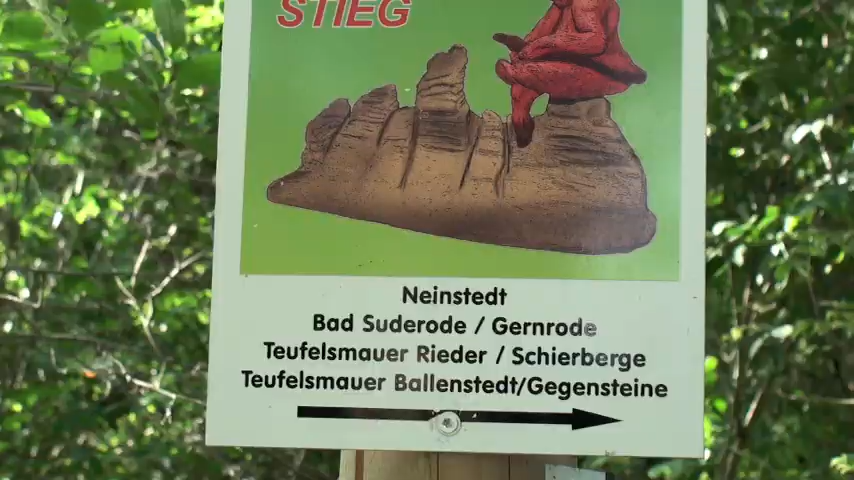 STIEG
Neinstedt
Bad Suderode / Gernrode
Teufelsmauer Rieder / Schierberge
Teufelsmauer Ballenstedt/Gegensteine